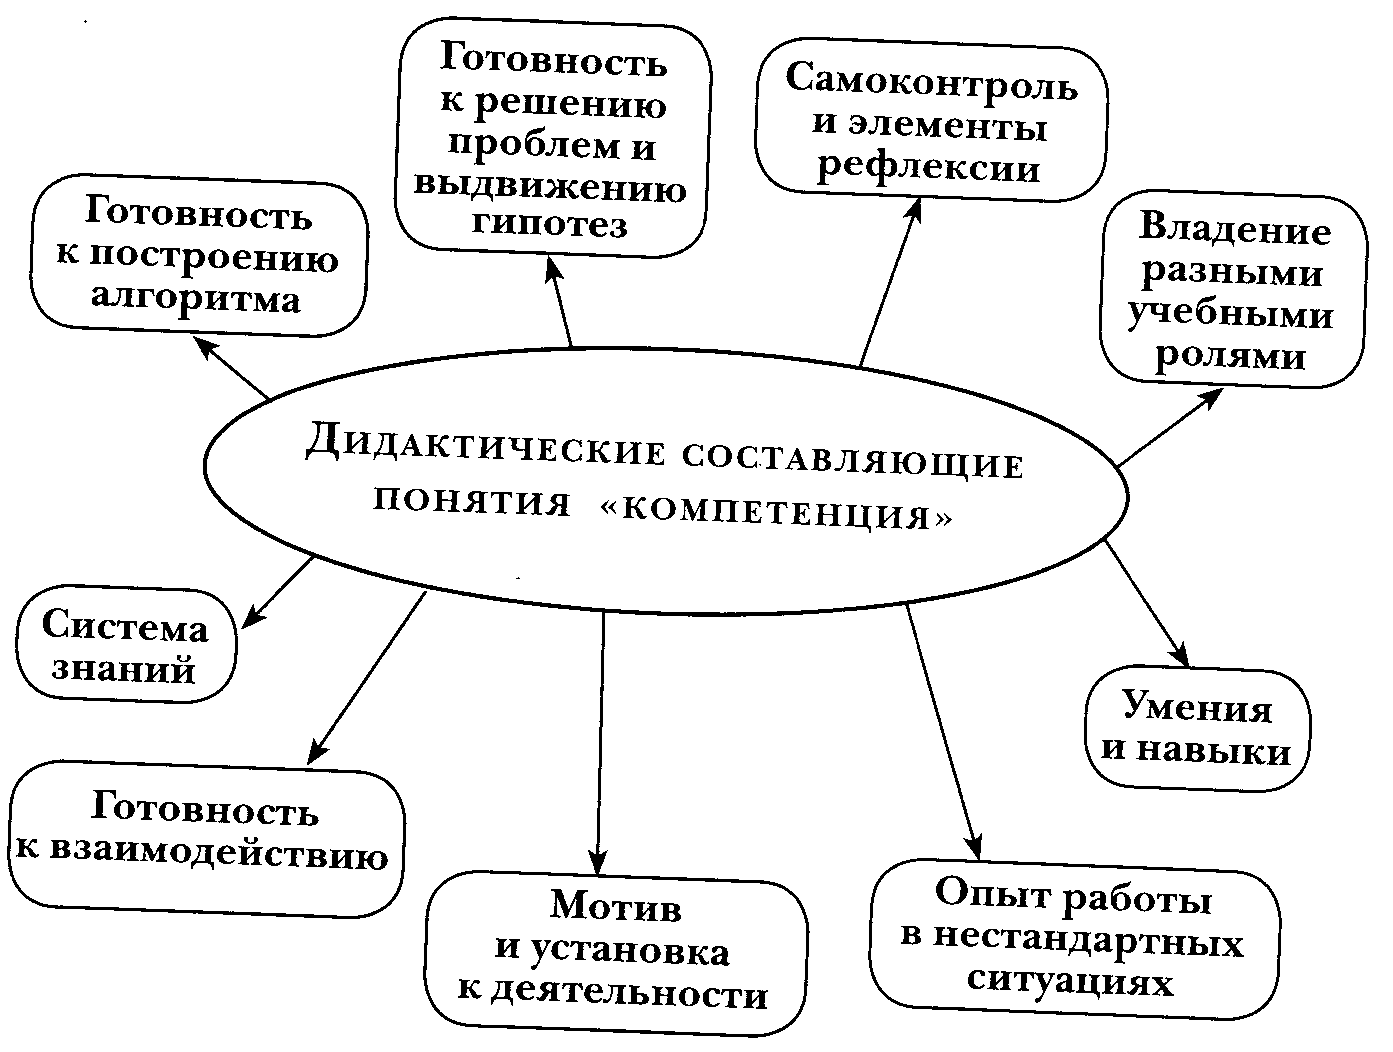 Готовность
к решению
проблем и
выдвижению
гипотез
Самоконтроль
и элементы
рефлексии
Готовность
к построению
алгоритма
Владение
разными
учебными
ролями
Дидактические составляющие
понятия «компетенция»
Система
знаний
Умения
и навыки
Готовность
к взаимодействию
Мотив
и установка
к деятельности
Опыт работы
в нестандартных
ситуациях